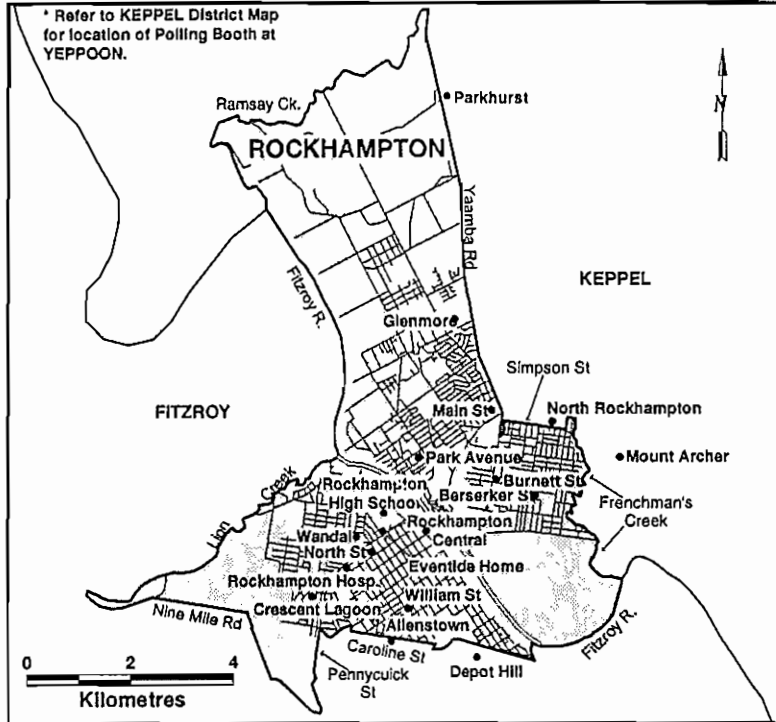 * Refer to KEPPEL District Map
for location of Polling Booth at
YEPPOON.
N
Ramsay Ck.
Parkhurst
ROCKHAMPTON
Yaamba Rd
KEPPEL
Fitzroy R.
Glenmore
Simpson St
FITZROY
Main St
North Rockhampton
Park Avenue
Mount Archer
Rockhampton
High School
Burnett St
Berserker St
Frenchman's
Creek
Lion Creek
Wandal
Rockhampton
Central
North St
Eventide Home
Rockhampton Hosp.
William St
Crescent Lagoon
Nine Mile Rd
Allenstown
Fitzroy R.
Caroline St
Pennycuick
St
Depot Hill
0 2 4
Kilometres